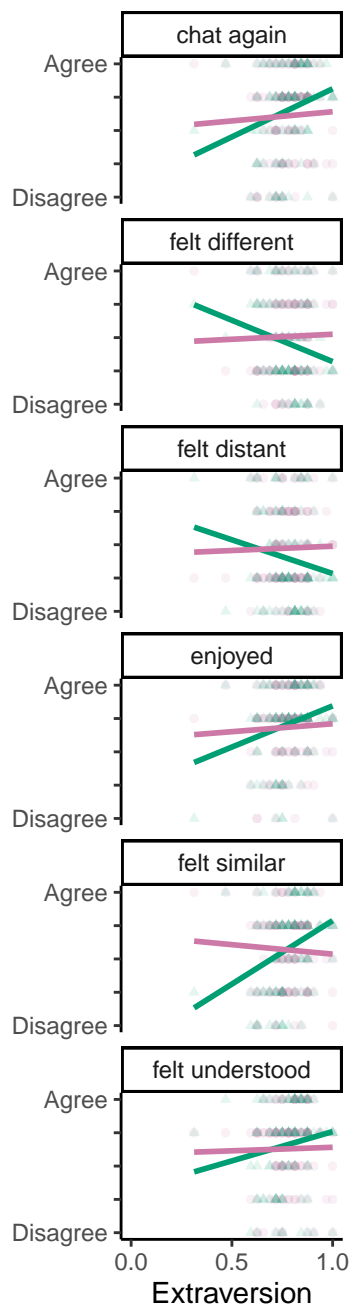 chat again
Agree
Disagree
felt different
Agree
Disagree
felt distant
Agree
Disagree
enjoyed
Agree
Disagree
felt similar
Agree
Disagree
felt understood
Agree
Disagree
0.0 0.5 1.0
Extraversion